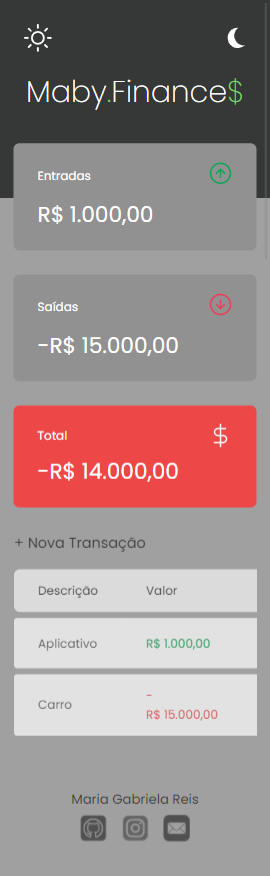 Maby.Finance$
Entradas
R$ 1.000,00
Saídas
-R$ 15.000,00
Total
$
-R$ 14.000,00
+ Nova Transação
Descrição Valor
Aplicativo R$ 1.000,00
-
Carro
R$ 15.000,00
Maria Gabriela Reis